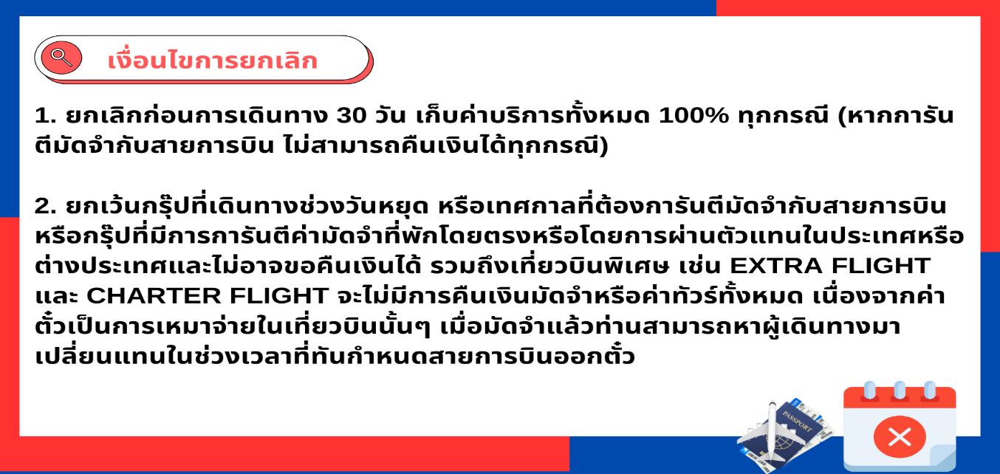 เงื่อนไขการยกเลิก
1. ยกเลิกก่อนการเดินทาง 30 วัน เก็บค่าบริการทั้งหมด 100% ทุกกรณี (หากการัน
ตีมัดจำกับสายการบิน ไม่สามารถคืนเงินได้ทุกกรณี)
2. ยกเว้นกรุ๊ปที่เดินทางช่วงวันหยุด หรือเทศกาลที่ต้องการันตีมัดจำกับสายการบิน
หรือกรุ๊ปที่มีการการันตีค่ามัดจำที่พักโดยตรงหรือโดยการผ่านตัวแทนในประเทศหรือ
ต่างประเทศและไม่อาจขอคืนเงินได้ รวมถึงเที่ยวบินพิเศษ เช่น EXTRA FLIGHT
และ CHARTER FLIGHT จะไม่มีการคืนเงินมัดจำหรือค่าทัวร์ทั้งหมด เนื่องจากค่า
ตั๋วเป็นการเหมาจ่ายในเที่ยวบินนั้นๆ เมื่อมัดจำแล้วท่านสามารถหาผู้เดินทางมา
เปลี่ยนแทนในช่วงเวลาที่ทันกำหนดสายการบินออกตั๋ว
PASSPORT